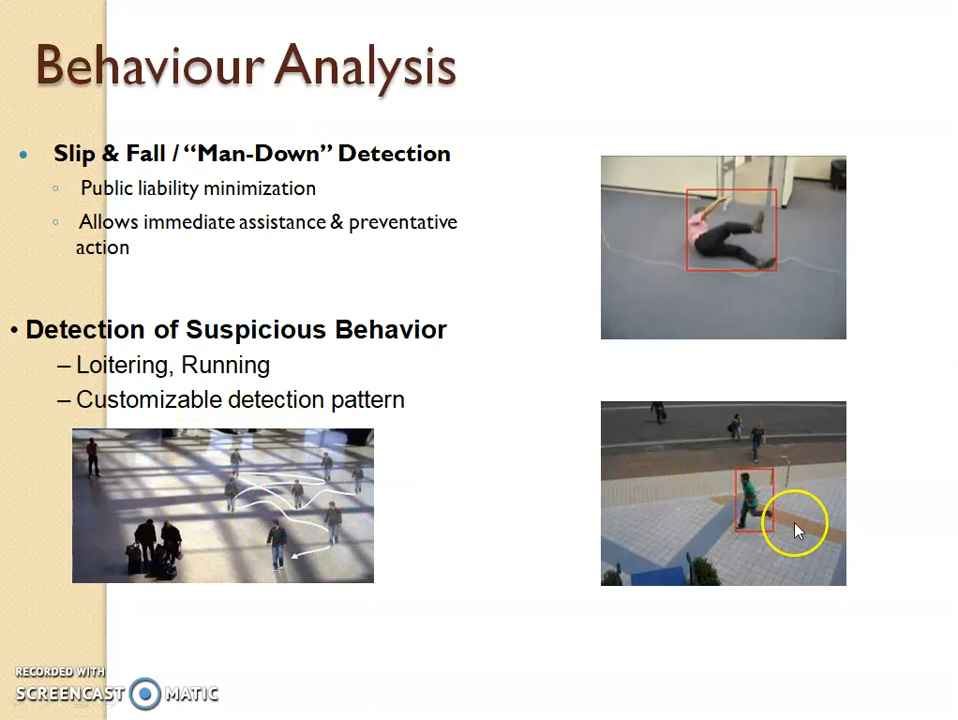 Behaviour Analysis
• Slip & Fall / “Man-Down” Detection
◦ Public liability minimization
◦ Allows immediate assistance & preventative
action
• Detection of Suspicious Behavior
– Loitering, Running
– Customizable detection pattern
RECORDED WITH
SCREENCAST MATIC